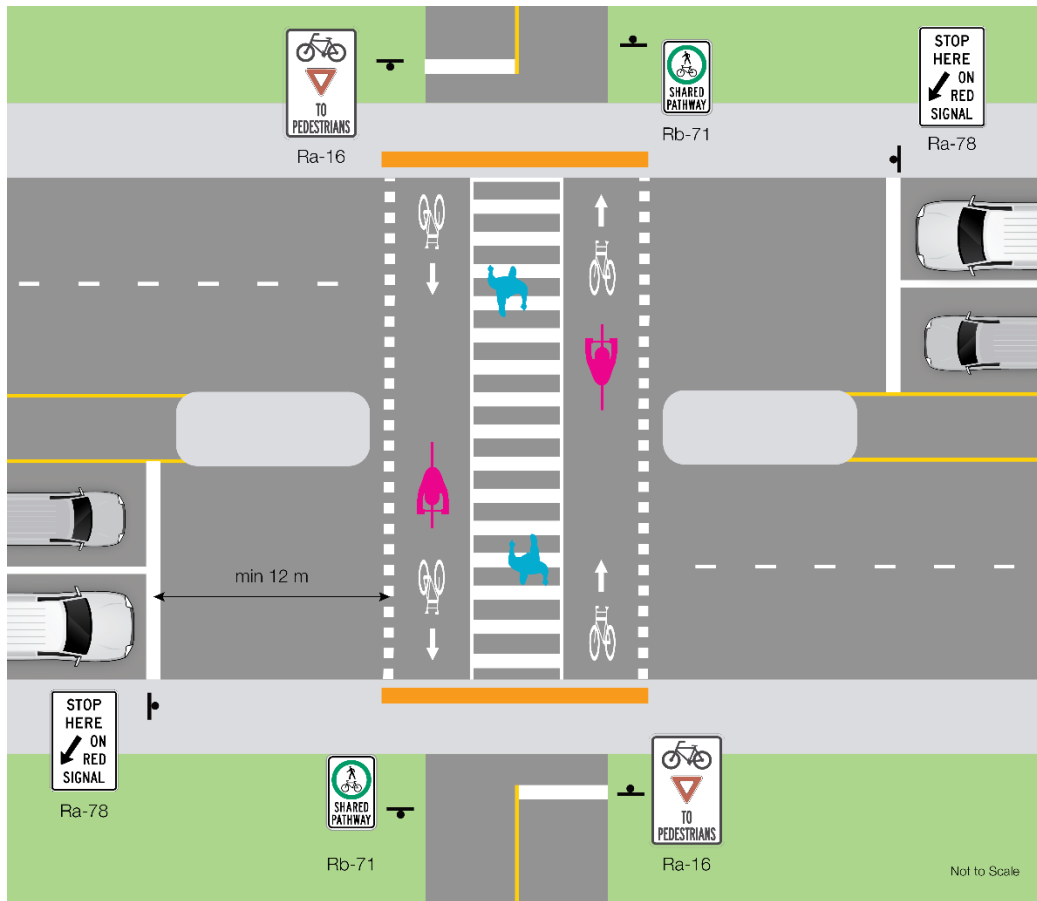 TO
PEDESTRIANS
Ra-16
SHARED
PATHWAY
Rb-71
STOP
HERE
ON
RED
SIGNAL
Ra-78
min 12 m
STOP
HERE
ON
RED
SIGNAL
Ra-78
SHARED
PATHWAY
Rb-71
TO
PEDESTRIANS
Ra-16
Not to Scale